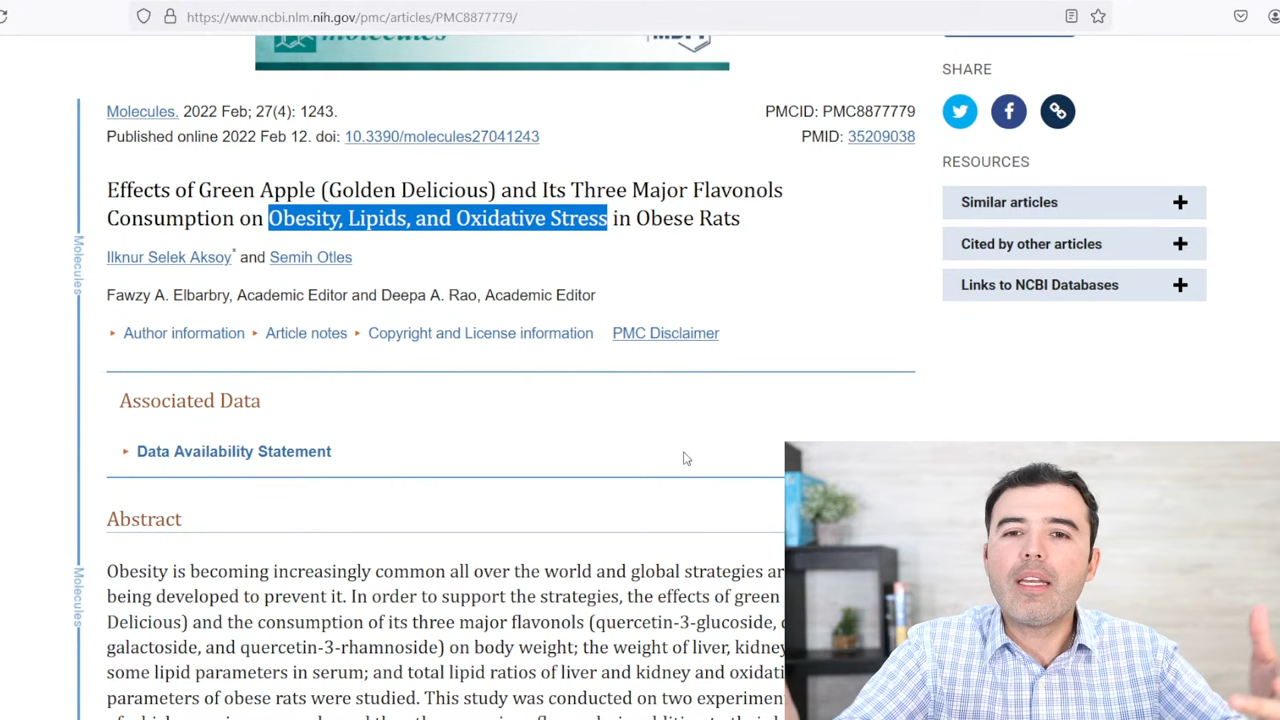 https://www.ncbi.nlm.nih.gov/pmc/articles/PMC8877779/
molecules
SHARE
Molecules. 2022 Feb; 27(4): 1243.
PMCID: PMC8877779
Published online 2022 Feb 12. doi: 10.3390/molecules27041243
PMID: 35209038
RESOURCES
Effects of Green Apple (Golden Delicious) and Its Three Major Flavonols
Consumption on Obesity, Lipids, and Oxidative Stress in Obese Rats
Similar articles
Cited by other articles
Links to NCBI Databases
Molecules
Ilknur Selek Aksoy* and Semih Otles
Fawzy A. Elbarbry, Academic Editor and Deepa A. Rao, Academic Editor
Author information Article notes Copyright and License information PMC Disclaimer
Associated Data
Data Availability Statement
Abstract
Molecules
Obesity is becoming increasingly common all over the world and global strategies
being developed to prevent it. In order to support the strategies, the effects of green
Delicious) and the consumption of its three major flavonols (quercetin-3-glucoside,
galactoside, and quercetin-3-rhamnoside) on body weight; the weight of liver,
some lipid parameters in serum; and total lipid ratios of liver and kidney and
parameters of obese rats were studied. This study was conducted on two